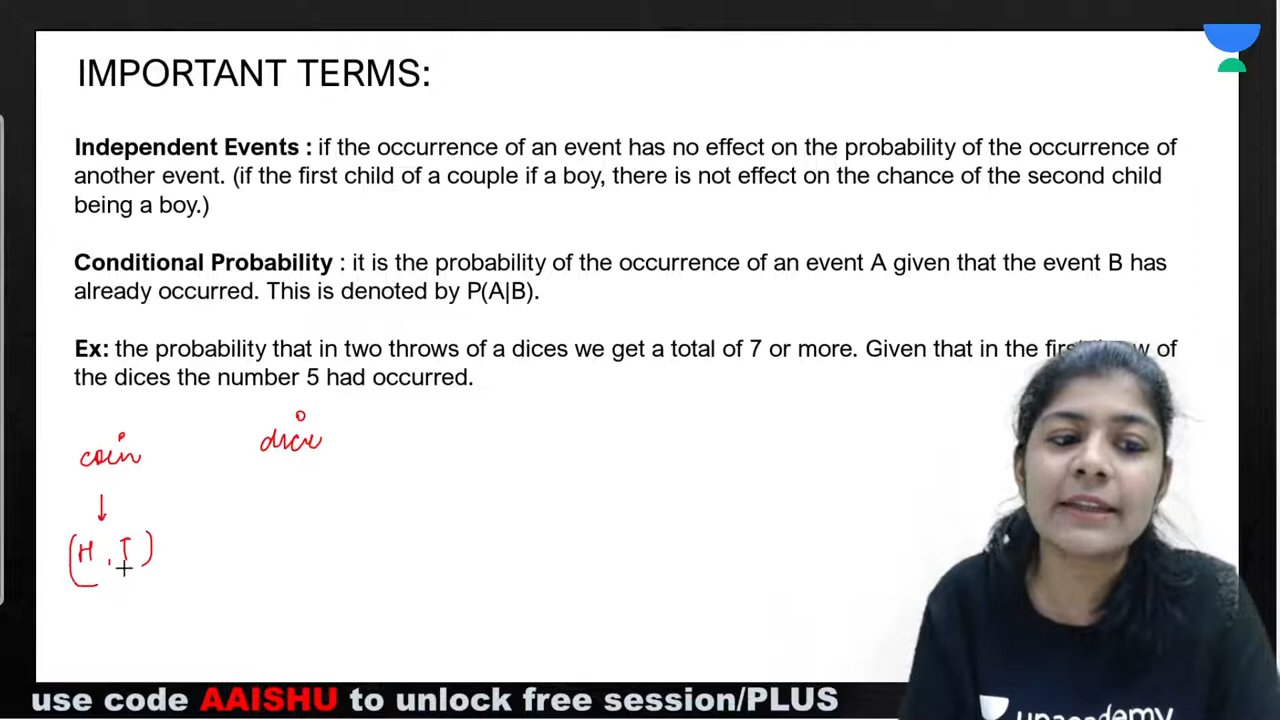 IMPORTANT TERMS:
Independent Events : if the occurrence of an event has no effect on the probability of the occurrence of
another event. (if the first child of a couple if a boy, there is not effect on the chance of the second child
being a boy.)
Conditional Probability : it is the probability of the occurrence of an event A given that the event B has
already occurred. This is denoted by P(A|B).
Ex: the probability that in two throws of a dices we get a total of 7 or more. Given that in the of
the dices the number 5 had occurred.
coin dice
↓
(H, T)
use code AAISHU to unlock free session/PLUS
unacademy